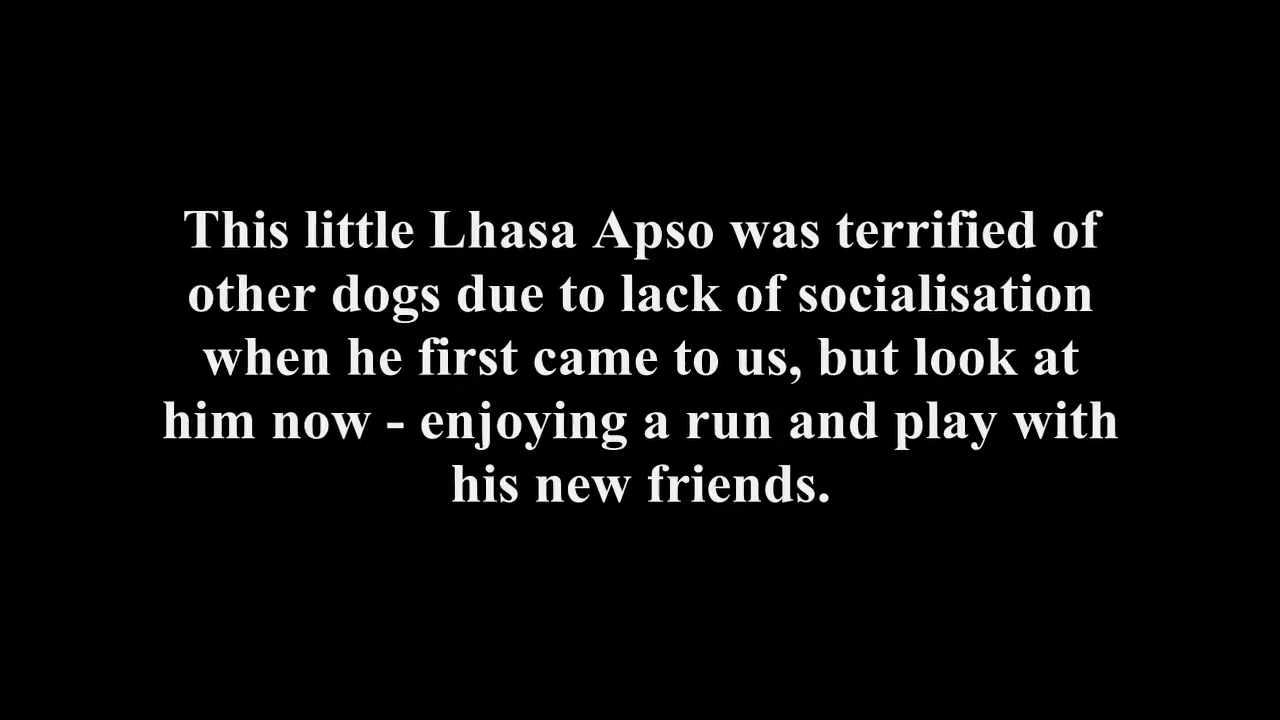 This little Lhasa Apso was terrified of
other dogs due to lack of socialisation
when he first came to us, but look at
him now - enjoying a run and play with
his new friends.